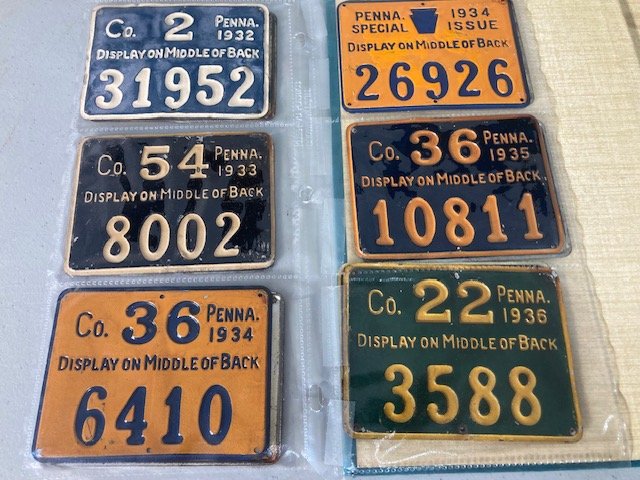 Co. 2 PENNA. 1932
DISPLAY ON MIDDLE OF BACK
31952
Co. 54 PENNA. 1933
DISPLAY ON MIDDLE OF BACK
8002
Co. 36 PENNA. 1934
DISPLAY ON MIDDLE OF BACK
6410
PENNA. 1934
SPECIAL ISSUE
DISPLAY ON MIDDLE OF BACK
26926
Co. 36 PENNA. 1935
DISPLAY ON MIDDLE OF BACK.
10811
Co. 22 PENNA. 1936
DISPLAY ON MIDDLE OF BACK
3588